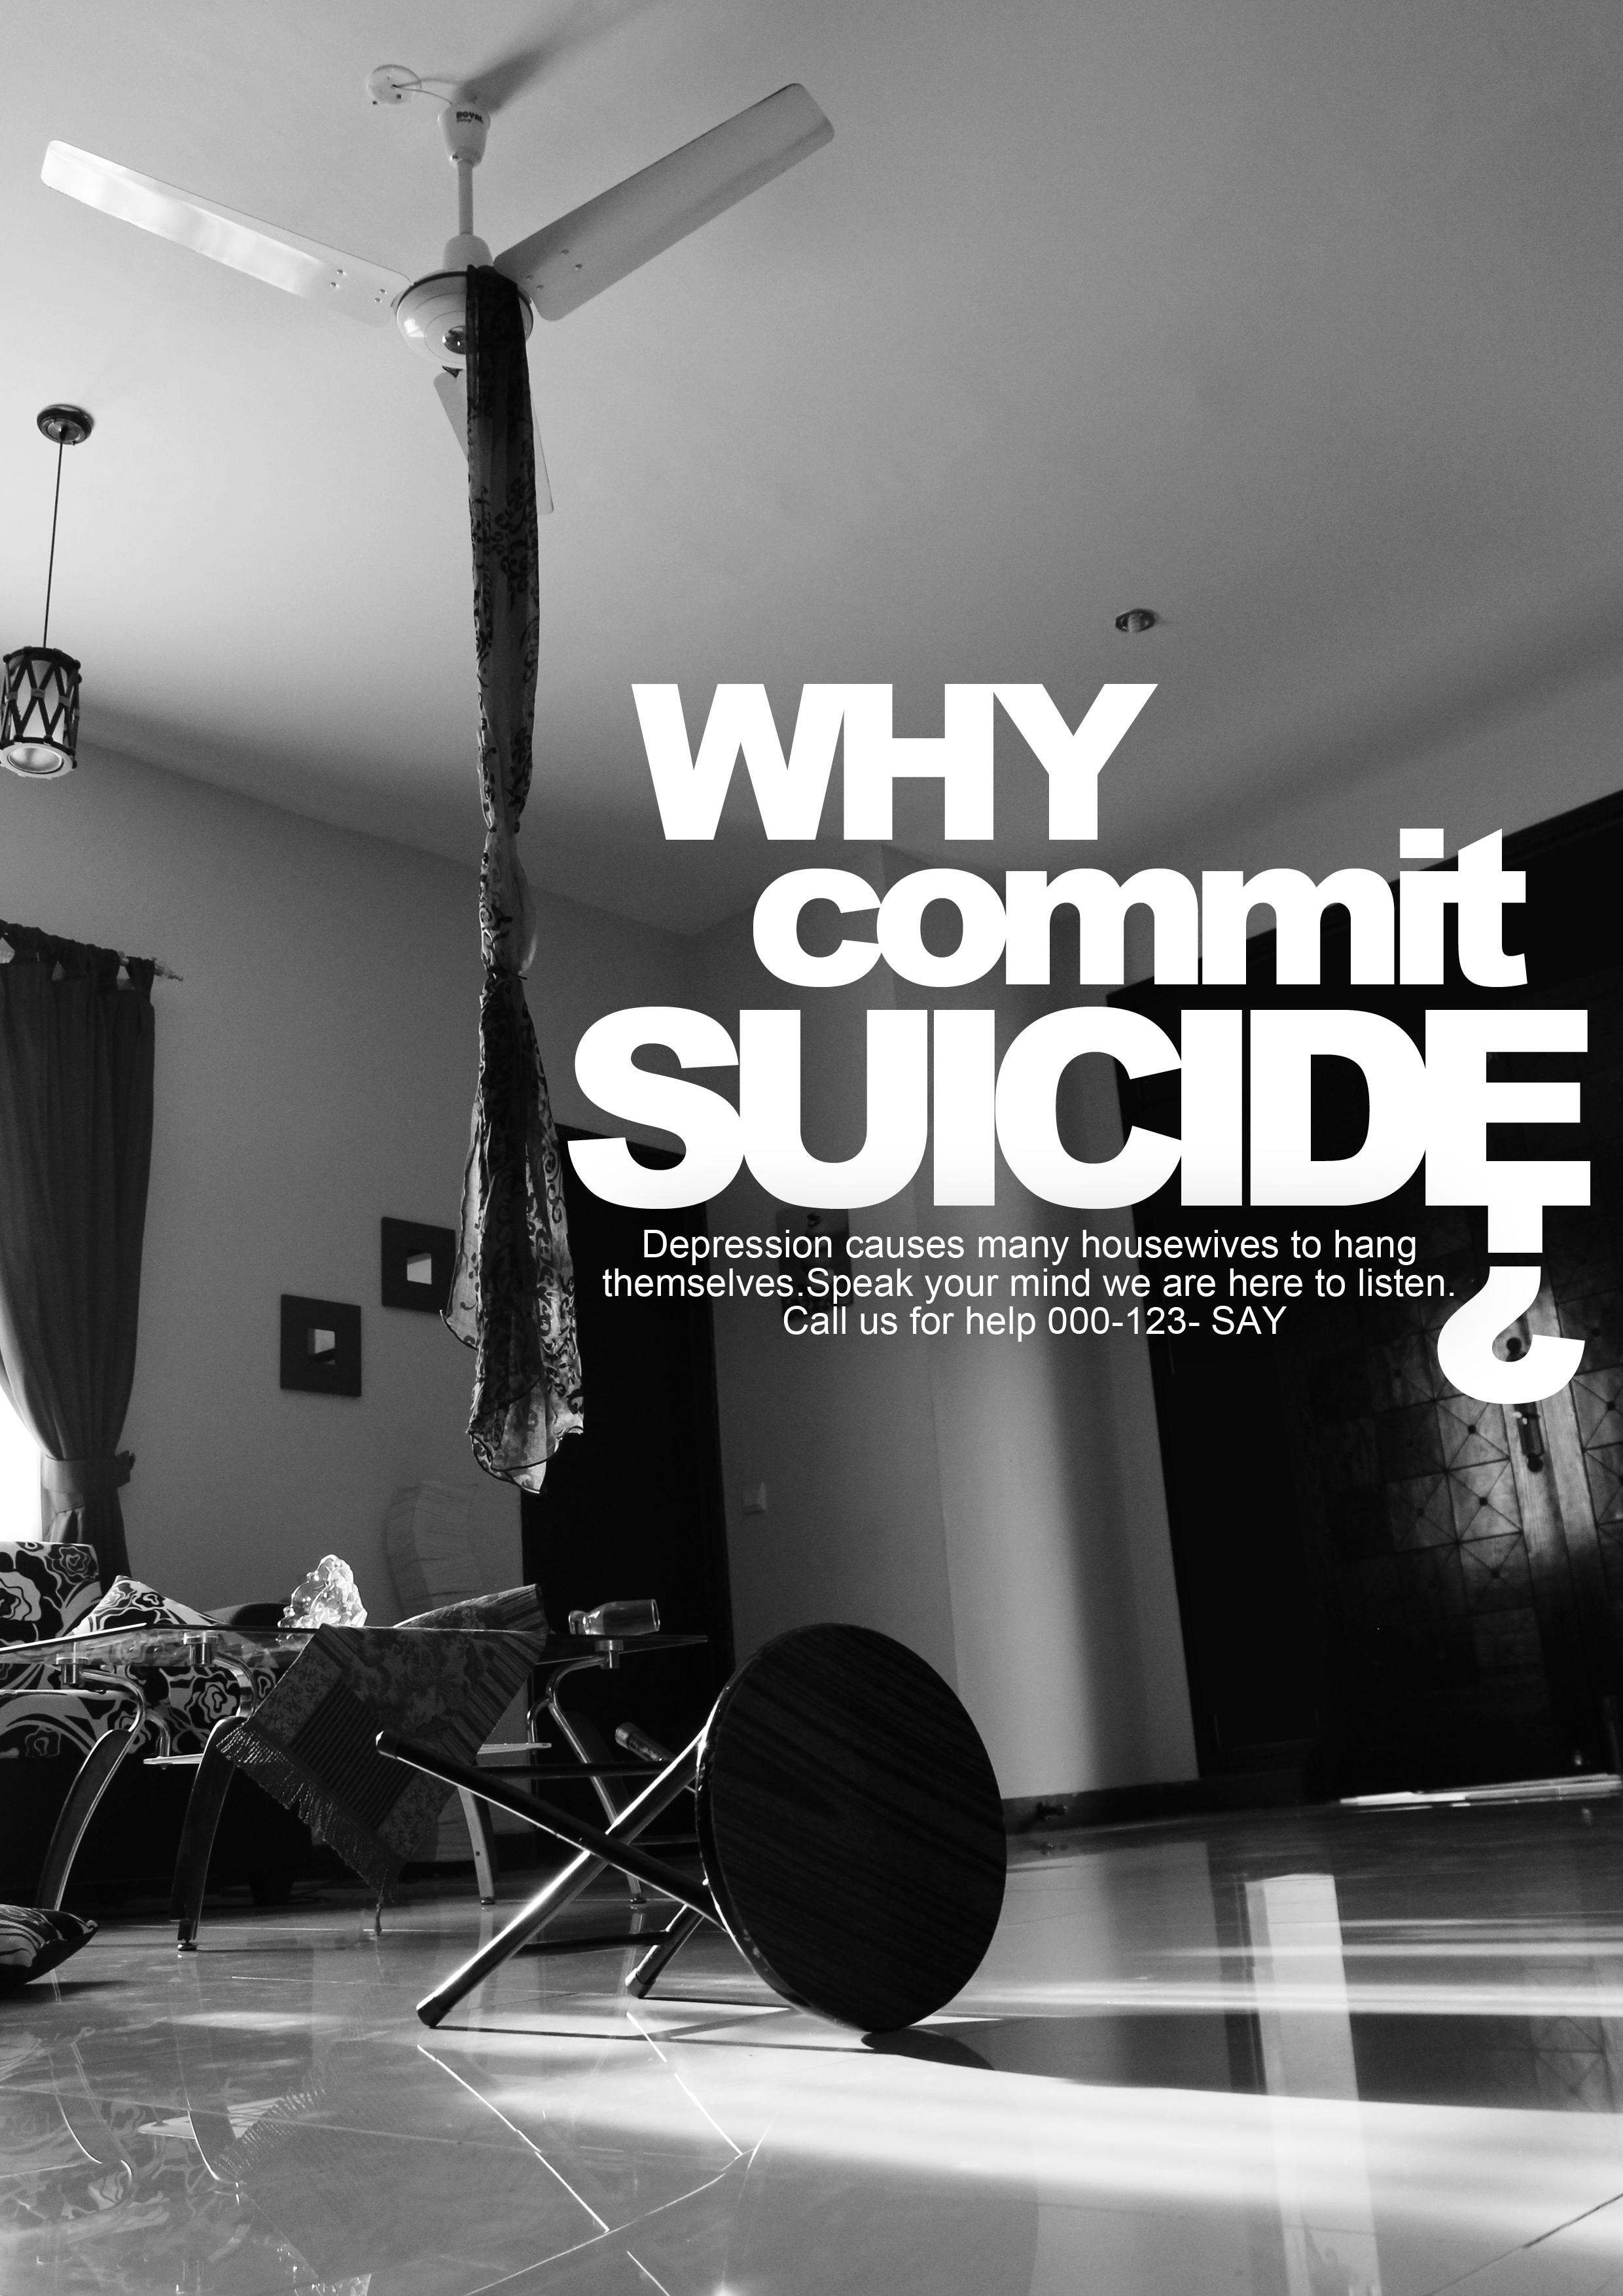 ROYAL
WHY
commit
SUICIDE
?
Depression causes many housewives to hang
themselves.Speak your mind we are here to listen.
Call us for help 000-123- SAY